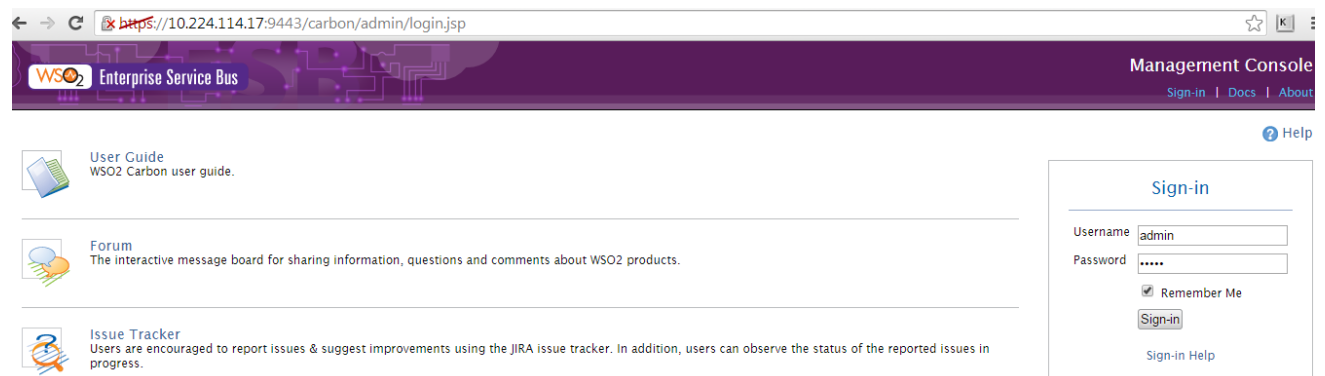 https://10.224.114.17:9443/carbon/admin/login.jsp
K
WSO2 Enterprise Service Bus
Management Console
Sign-in | Docs | About
Help
User Guide
WSO2 Carbon user guide.
Forum
The interactive message board for sharing information, questions and comments about WSO2 products.
Issue Tracker
Users are encouraged to report issues & suggest improvements using the JIRA issue tracker. In addition, users can observe the status of the reported issues in
progress.
Sign-in
Username admin
Password •••••
Remember Me
Sign-in
Sign-in Help